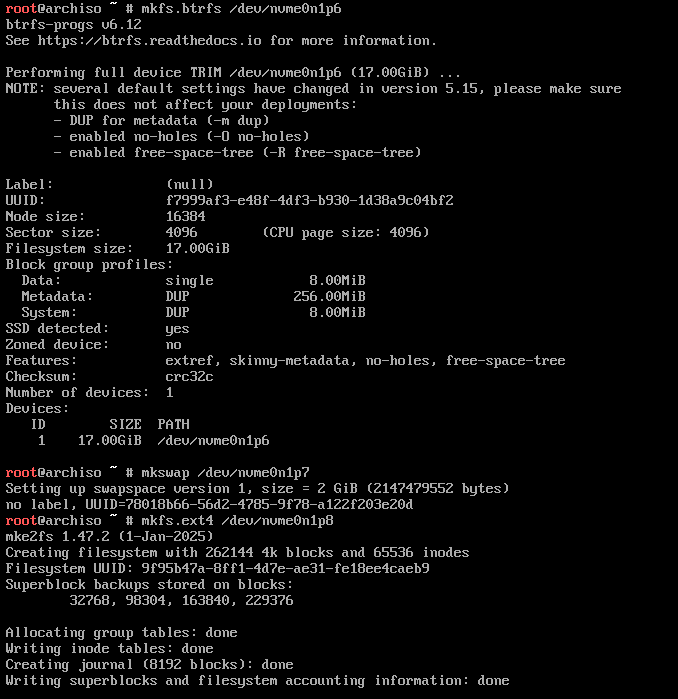 root@archiso ~ # mkfs.btrfs /dev/nvme0n1p6
btrfs-progs v6.12
See https://btrfs.readthedocs.io for more information.

Performing full device TRIM /dev/nvme0n1p6 (17.00GiB) ...
NOTE: several default settings have changed in version 5.15, please make sure
      this does not affect your deployments:
      - DUP for metadata (-m dup)
      - enabled no-holes (-O no-holes)
      - enabled free-space-tree (-R free-space-tree)

Label:              (null)
UUID:               f7999af3-e48f-4df3-b930-1d38a9c04bf2
Node size:          16384
Sector size:        4096        (CPU page size: 4096)
Filesystem size:    17.00GiB
Block group profiles:
  Data:             single            8.00MiB
  Metadata:         DUP             256.00MiB
  System:           DUP               8.00MiB
SSD detected:       yes
Zoned device:       no
Features:           extref, skinny-metadata, no-holes, free-space-tree
Checksum:           crc32c
Number of devices:  1
Devices:
   ID        SIZE  PATH
    1    17.00GiB  /dev/nvme0n1p6

root@archiso ~ # mkswap /dev/nvme0n1p7
Setting up swapspace version 1, size = 2 GiB (2147479552 bytes)
no label, UUID=78018b66-56d2-4785-9f78-a122f203e20d
root@archiso ~ # mkfs.ext4 /dev/nvme0n1p8
mke2fs 1.47.2 (1-Jan-2025)
Creating filesystem with 262144 4k blocks and 65536 inodes
Filesystem UUID: 9f95b47a-8ff1-4d7e-ae31-fe18ee4caeb9
Superblock backups stored on blocks:
        32768, 98304, 163840, 229376

Allocating group tables: done
Writing inode tables: done
Creating journal (8192 blocks): done
Writing superblocks and filesystem accounting information: done